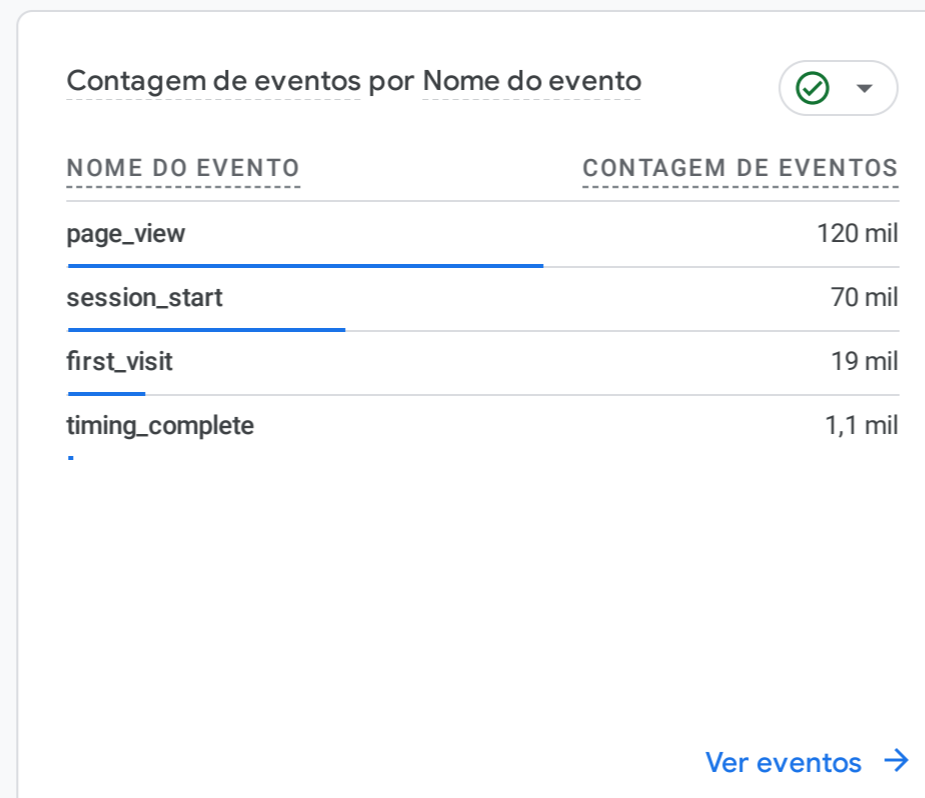 Contagem de eventos por Nome do evento
NOME DO EVENTO CONTAGEM DE EVENTOS
page_view 120 mil
session_start 70 mil
first_visit 19 mil
timing_complete 1,1 mil
Ver eventos